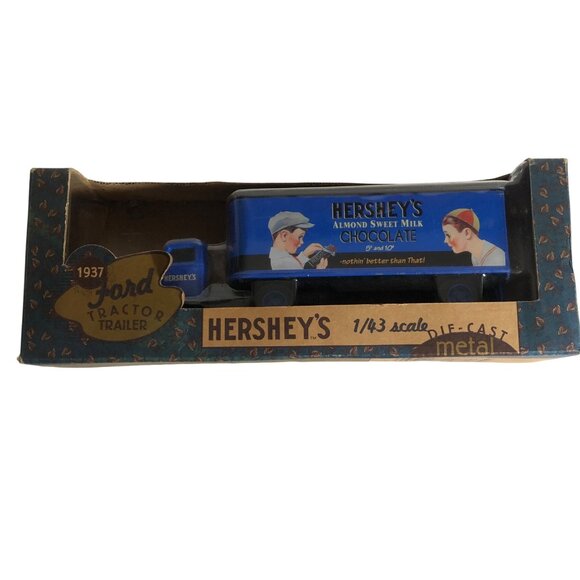 HERSHEY'S
ALMOND SWEET MILK
CHOCOLATE
5¢ and 10¢
-nothin' better than That!
HERSHEY'S
1937
Ford
TRACTOR
TRAILER
HERSHEY'S
1/43 scale
DIE-CAST
metal